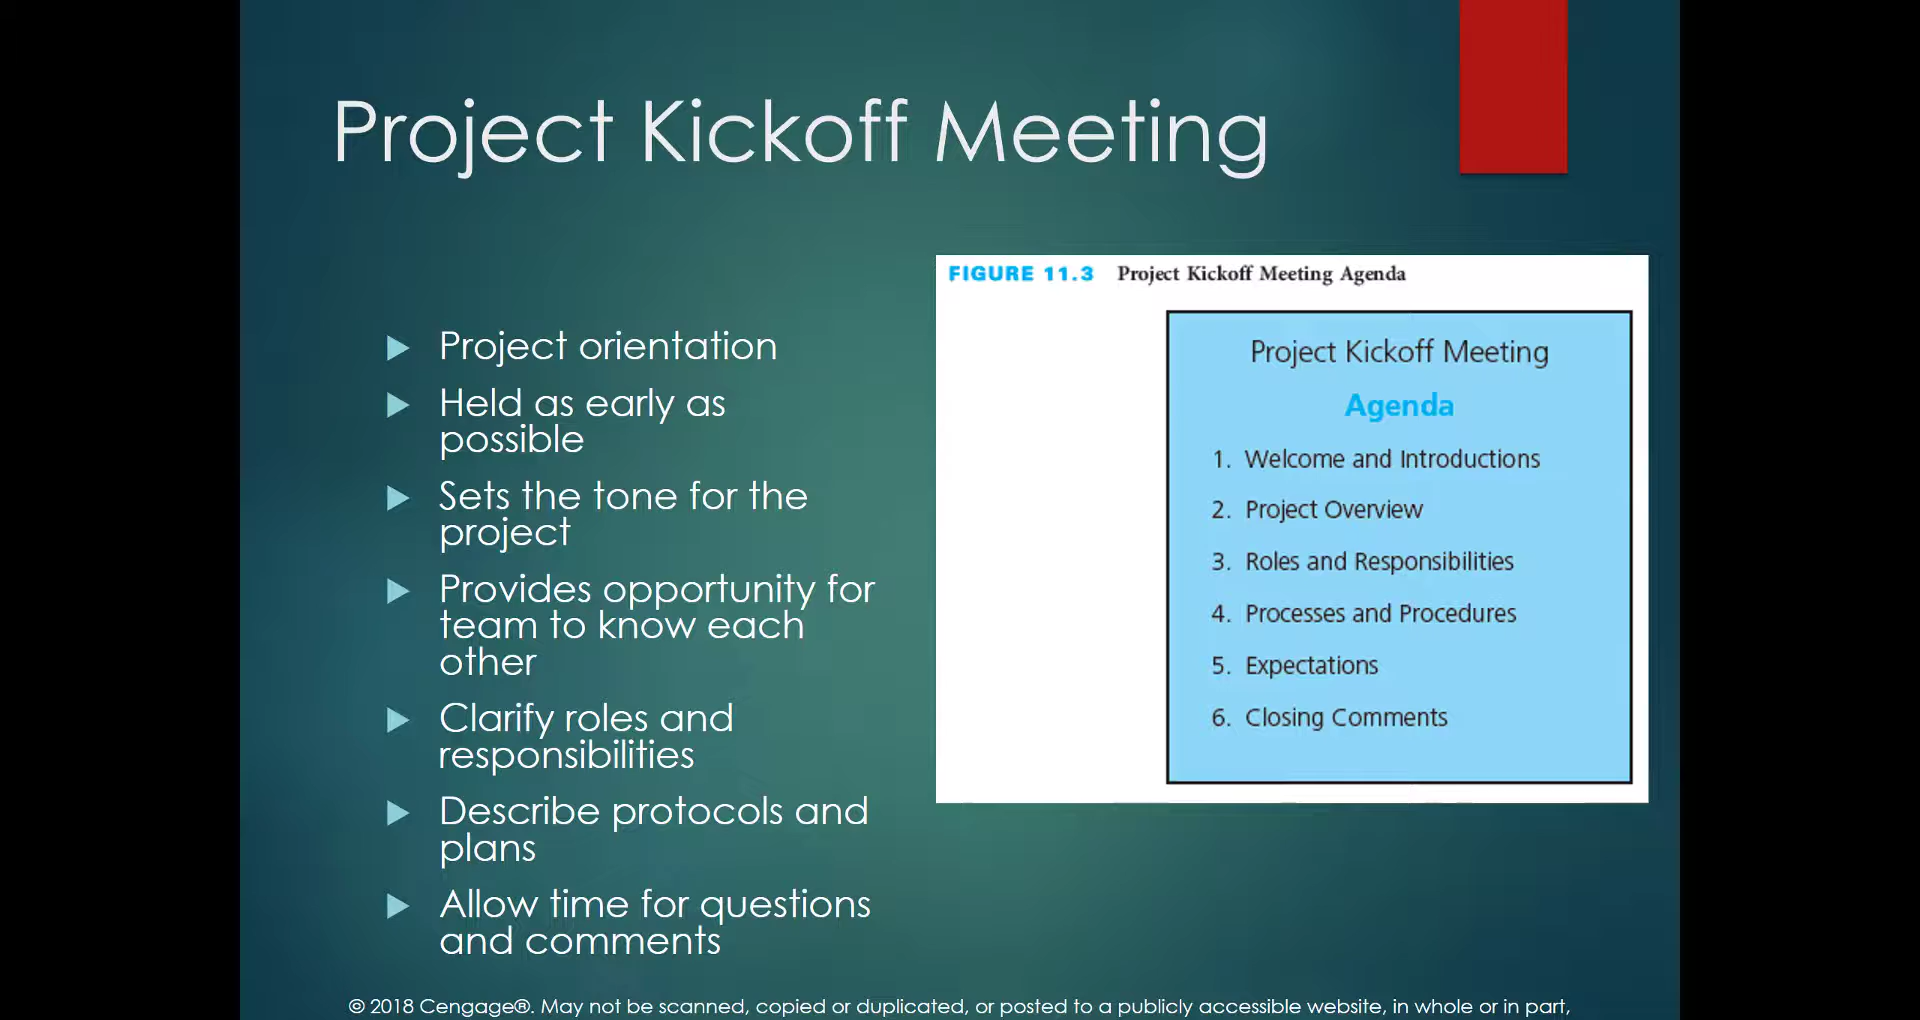 Project Kickoff Meeting
Project orientation
Held as early as
possible
Sets the tone for the
project
Provides opportunity for
team to know each
other
Clarify roles and
responsibilities
Describe protocols and
plans
Allow time for questions
and comments
FIGURE 11.3 Project Kickoff Meeting Agenda
Project Kickoff Meeting
Agenda
1. Welcome and Introductions
2. Project Overview
3. Roles and Responsibilities
4. Processes and Procedures
5. Expectations
6. Closing Comments
© 2018 Cengage®. May not be scanned, copied or duplicated, or posted to a publicly accessible website, in whole or in part,